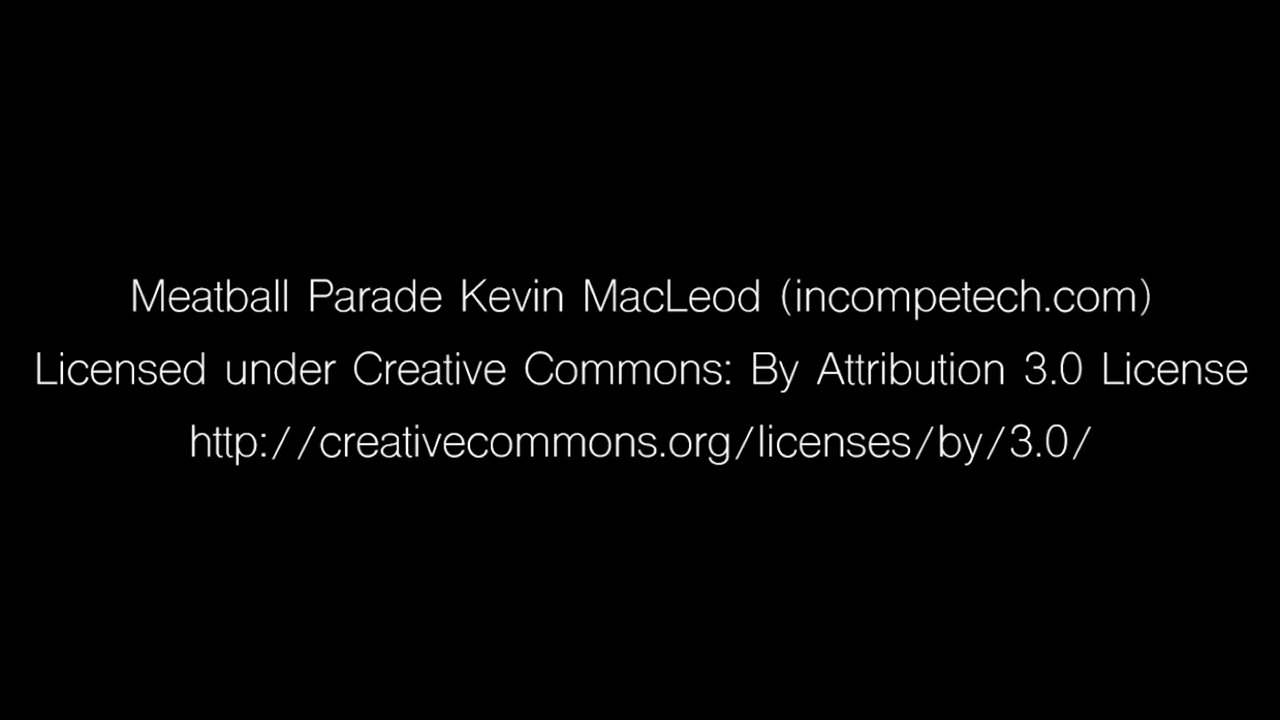 Meatball Parade Kevin MacLeod (incompetech.com)
Licensed under Creative Commons: By Attribution 3.0 License
http://creativecommons.org/licenses/by/3.0/